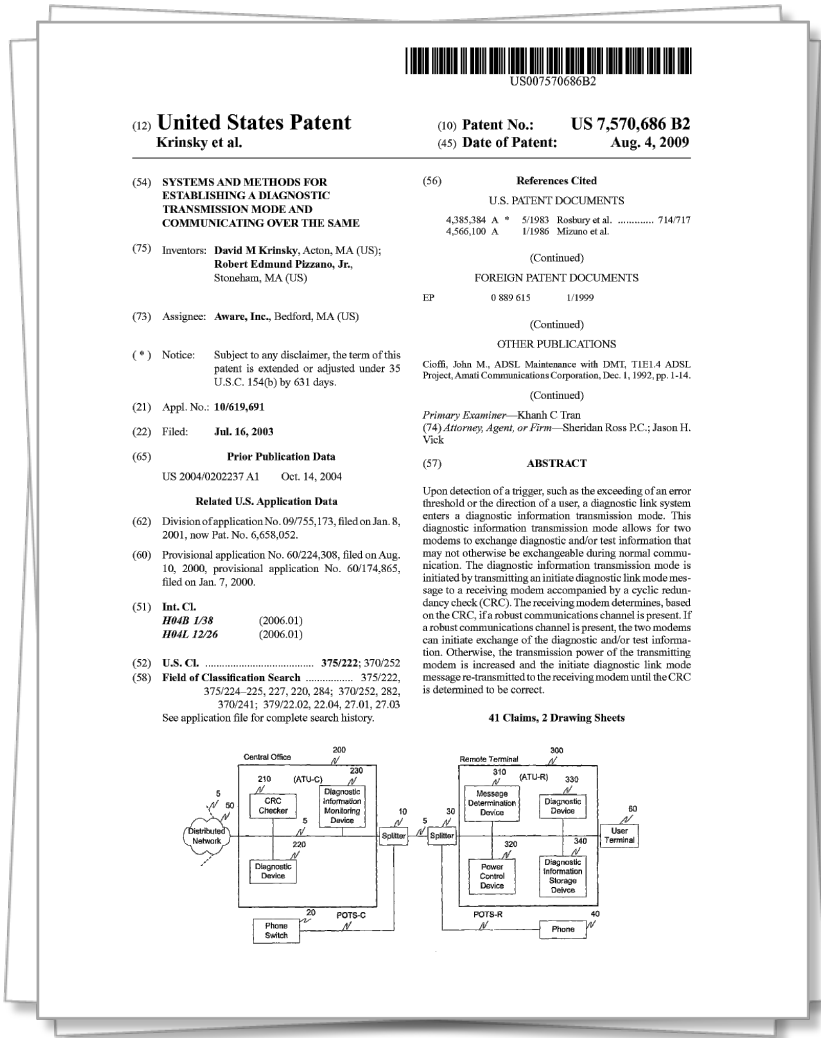 US007570686B2
(12) United States Patent
Krinsky et al.
(10) Patent No.: US 7,570,686 B2
(45) Date of Patent: Aug. 4, 2009
(54) SYSTEMS AND METHODS FOR
ESTABLISHING A DIAGNOSTIC
TRANSMISSION MODE AND
COMMUNICATING OVER THE SAME
(75) Inventors: David M Krinsky, Acton, MA (US);
Robert Edmund Pizzano, Jr.,
Stoneham, MA (US)
(73) Assignee: Aware, Inc., Bedford, MA (US)
( * ) Notice: Subject to any disclaimer, the term of this
patent is extended or adjusted under 35
U.S.C. 154(b) by 631 days.
(21) Appl. No.: 10/619,691
(22) Filed: Jul. 16, 2003
(65) Prior Publication Data
US 2004/0202237 A1 Oct. 14, 2004
Related U.S. Application Data
(62) Division of application No. 09/755,173, filed on Jan. 8,
2001, now Pat. No. 6,658,052.
(60) Provisional application No. 60/224,308, filed on Aug.
10, 2000, provisional application No. 60/174,865,
filed on Jan. 7, 2000.
(51) Int. Cl.
H04B 1/38 (2006.01)
H04L 12/26 (2006.01)
(52) U.S. Cl. ...................................... 375/222; 370/252
(58) Field of Classification Search ................. 375/222,
375/224–225, 227, 220, 284; 370/252, 282,
370/241; 379/22.02, 22.04, 27.01, 27.03
See application file for complete search history.
(56) References Cited
U.S. PATENT DOCUMENTS
4,385,384 A * 5/1983 Rosbury et al. ............. 714/717
4,566,100 A 1/1986 Mizuno et al.
(Continued)
FOREIGN PATENT DOCUMENTS
EP 0 889 615 1/1999
(Continued)
OTHER PUBLICATIONS
Cioffi, John M., ADSL Maintenance with DMT, T1E1.4 ADSL
Project, Amati Communications Corporation, Dec. 1, 1992, pp. 1-14.
(Continued)
Primary Examiner—Khanh C Tran
(74) Attorney, Agent, or Firm—Sheridan Ross P.C.; Jason H.
Vick
(57) ABSTRACT
Upon detection of a trigger, such as the exceeding of an error
threshold or the direction of a user, a diagnostic link system
enters a diagnostic information transmission mode. This
diagnostic information transmission mode allows for two
modems to exchange diagnostic and/or test information that
may not otherwise be exchangeable during normal commu-
nication. The diagnostic information transmission mode is
initiated by transmitting an initiate diagnostic link mode mes-
sage to a receiving modem accompanied by a cyclic redun-
dancy check (CRC). The receiving modem determines, based
on the CRC, if a robust communications channel is present. If
a robust communications channel is present, the two modems
can initiate exchange of the diagnostic and/or test informa-
tion. Otherwise, the transmission power of the transmitting
modem is increased and the initiate diagnostic link mode
message re-transmitted to the receiving modem until the CRC
is determined to be correct.
41 Claims, 2 Drawing Sheets
Central Office
200
210
(ATU-C)
230
CRC
Checker
Diagnostic
Information
Monitoring
Device
5
50
Distributed
Network
5
220
Diagnostic
Device
10
Splitter
5
30
Splitter
20
POTS-C
Phone
Switch
Remote Terminal
300
310
(ATU-R)
330
Message
Determination
Device
Diagnostic
Device
60
User
Terminal
320
Power
Control
Device
340
Diagnostic
Information
Storage
Deivce
POTS-R
40
Phone